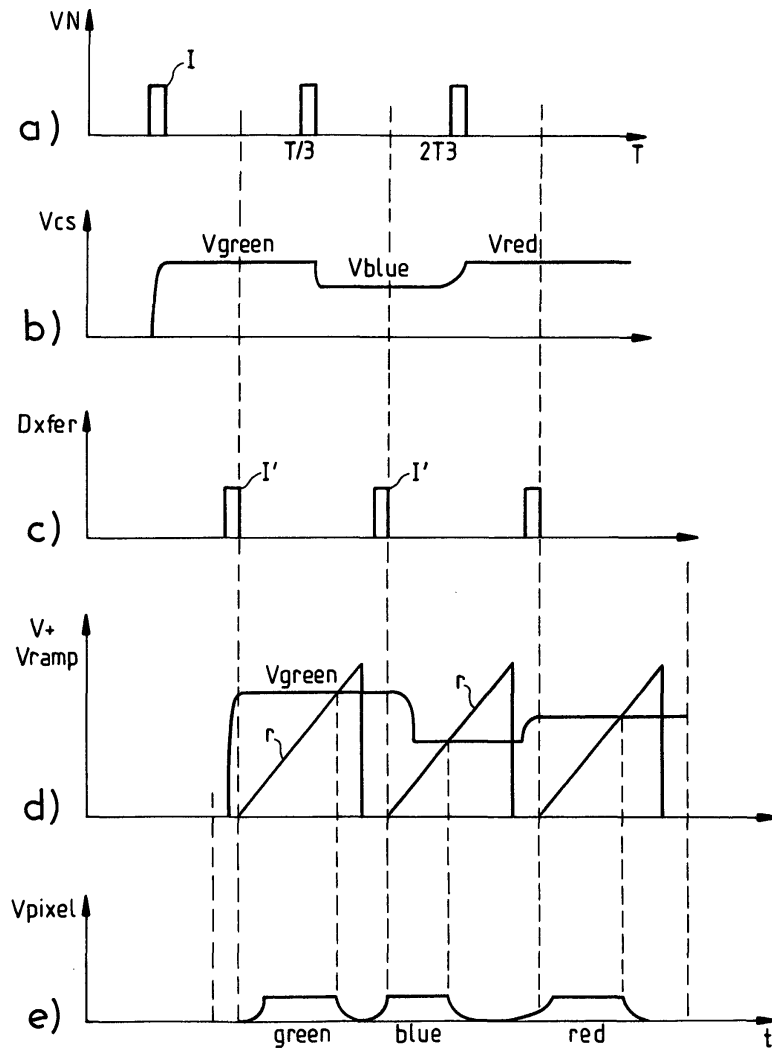 VN
I
a)
T/3
2T3
T
Vcs
Vgreen
Vblue
Vred
b)
Dxfer
I'
I'
c)
V+
Vramp
Vgreen
r
r
d)
Vpixel
e)
green
blue
red
t